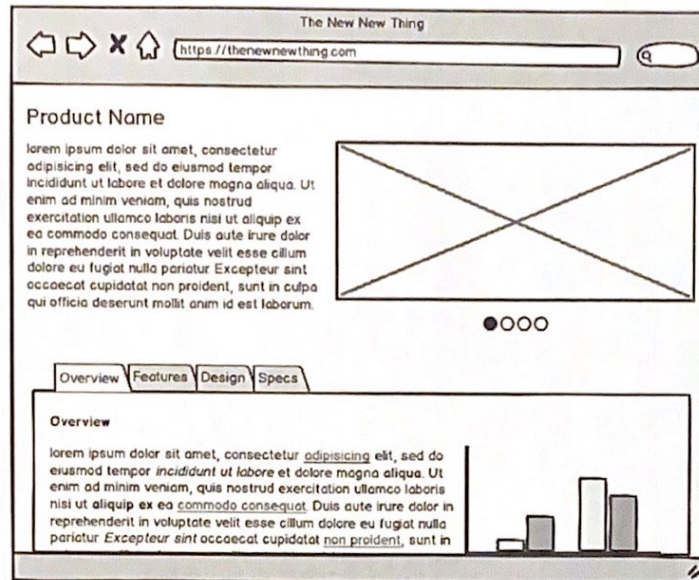 The New New Thing
https://thenewnewthing.com
Product Name
lorem ipsum dolor sit amet, consectetur
adipisicing elit, sed do eiusmod tempor
incididunt ut labore et dolore magna aliqua. Ut
enim ad minim veniam, quis nostrud
exercitation ullamco laboris nisi ut aliquip ex
ea commodo consequat. Duis aute irure dolor
in reprehenderit in voluptate velit esse cillum
dolore eu fugiat nulla pariatur Excepteur sint
occaecat cupidatat non proident, sunt in culpa
qui officia deserunt mollit anim id est laborum.
Overview Features Design Specs
Overview
lorem ipsum dolor sit amet, consectetur adipisicing elit, sed do
eiusmod tempor incididunt ut labore et dolore magna aliqua. Ut
enim ad minim veniam, quis nostrud exercitation ullamco laboris
nisi ut aliquip ex ea commodo consequat. Duis aute irure dolor in
reprehenderit in voluptate velit esse cillum dolore eu fugiat nulla
pariatur Excepteur sint occaecat cupidatat non proident, sunt in